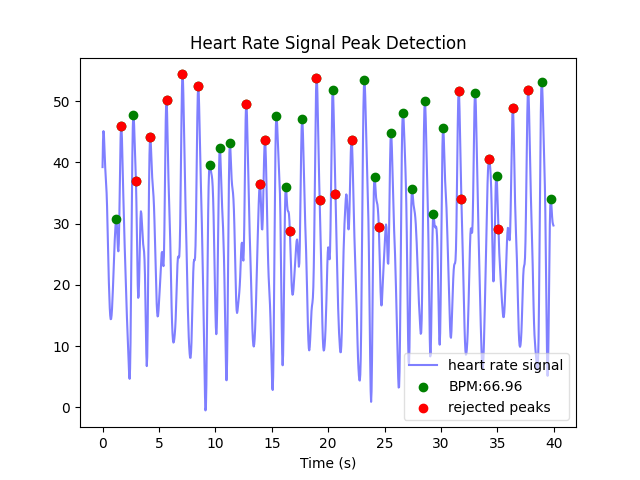 Heart Rate Signal Peak Detection
50
40
30
20
10
0
heart rate signal
BPM:66.96
rejected peaks
0 5 10 15 20 25 30 35 40
Time (s)